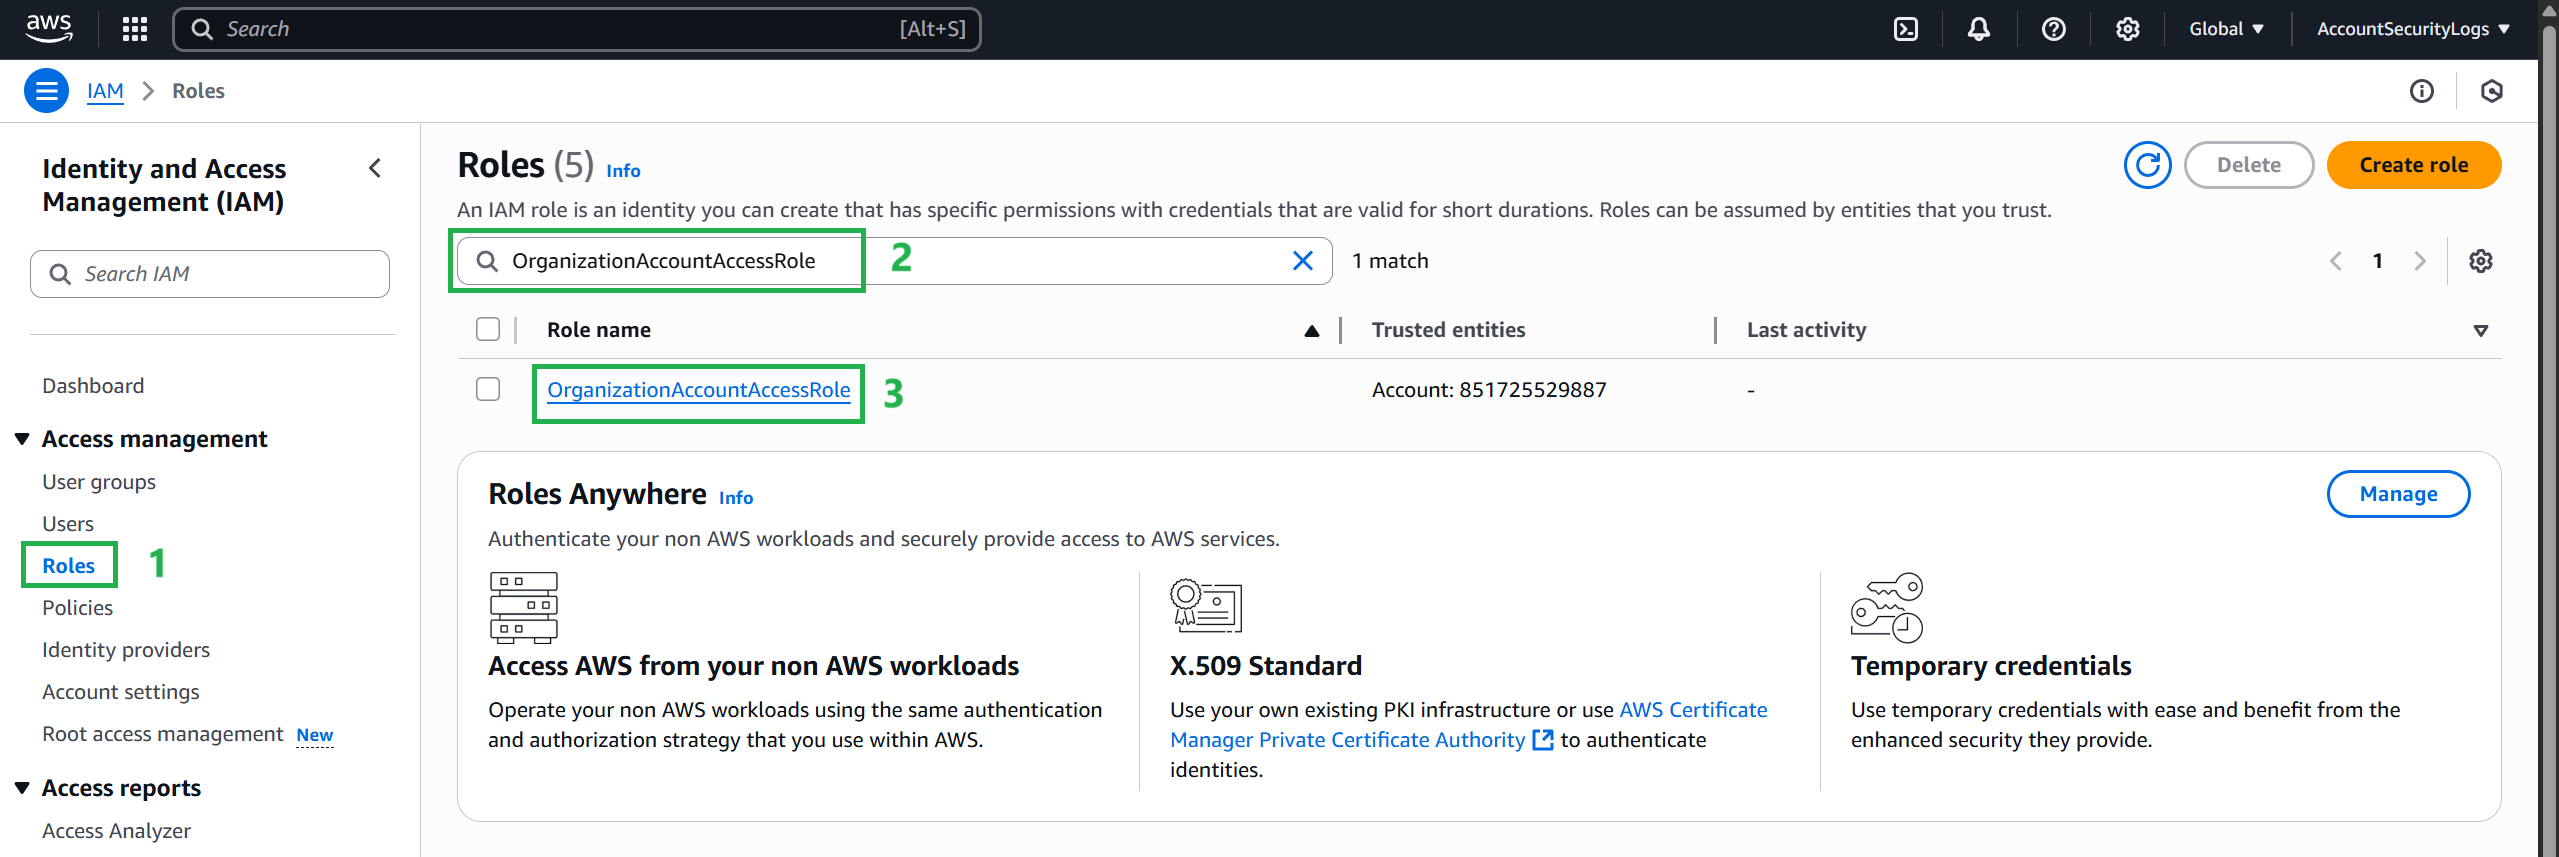 aws
Search
[Alt+S]
Global
AccountSecurityLogs
IAM
Roles
Identity and Access
Management (IAM)
Search IAM
Dashboard
Access management
User groups
Users
Roles
1
Policies
Identity providers
Account settings
Root access management New
Access reports
Access Analyzer
Roles (5) Info
Delete
Create role
An IAM role is an identity you can create that has specific permissions with credentials that are valid for short durations. Roles can be assumed by entities that you trust.
OrganizationAccountAccessRole
2
1 match
1
Role name
Trusted entities
Last activity
OrganizationAccountAccessRole
3
Account: 851725529887
-
Roles Anywhere Info
Manage
Authenticate your non AWS workloads and securely provide access to AWS services.
Access AWS from your non AWS workloads
Operate your non AWS workloads using the same authentication
and authorization strategy that you use within AWS.
X.509 Standard
Use your own existing PKI infrastructure or use AWS Certificate
Manager Private Certificate Authority to authenticate
identities.
Temporary credentials
Use temporary credentials with ease and benefit from the
enhanced security they provide.